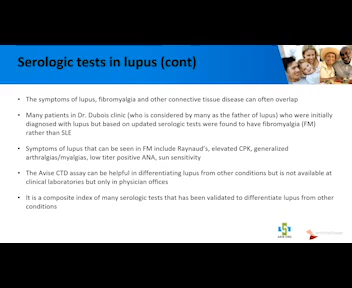 Serologic tests in lupus (cont)
• The symptoms of lupus, fibromyalgia and other connective tissue disease can often overlap
• Many patients in Dr. Dubois clinic (who is considered by many as the father of lupus) who were initially
diagnosed with lupus but based on updated serologic tests were found to have fibromyalgia (FM)
rather than SLE
• Symptoms of lupus that can be seen in FM include Raynaud's, elevated CPK, generalized
arthralgias/myalgias, low titer positive ANA, sun sensitivity
• The Avise CTD assay can be helpful in differentiating lupus from other conditions but is not available at
clinical laboratories but only in physician offices
• It is a composite index of many serologic tests that has been validated to differentiate lupus from other
conditions